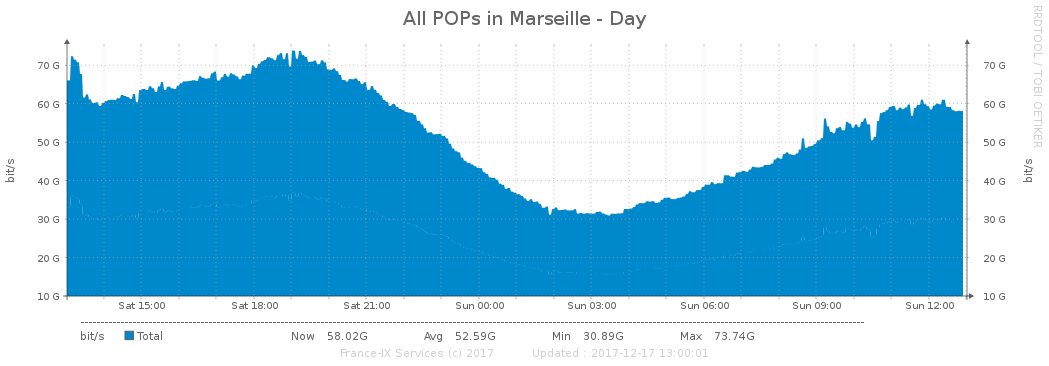 All POPs in Marseille - Day
RRDTOOL / TOBI OETIKER
bit/s
70 G 70 G
60 G 60 G
50 G 50 G
40 G 40 G
30 G 30 G
20 G 20 G
10 G 10 G
bit/s
Sat 15:00 Sat 18:00 Sat 21:00 Sun 00:00 Sun 03:00 Sun 06:00 Sun 09:00 Sun 12:00
bit/s Total Now 58.02G Avg 52.59G Min 30.89G Max 73.74G
France-IX Services (c) 2017 Updated : 2017-12-17 13:00:01